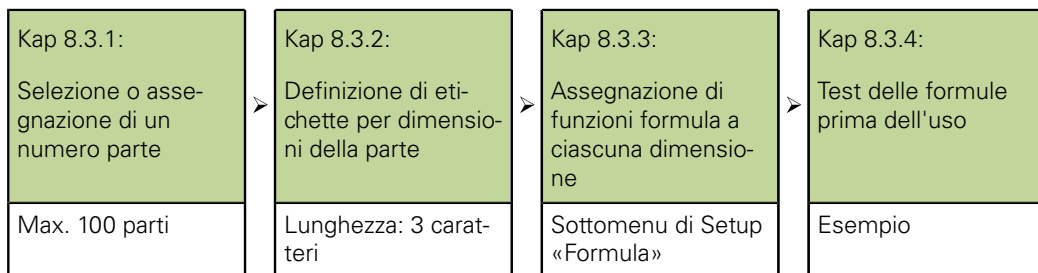 Kap 8.3.1:
Selezione o asse-
gnazione di un
numero parte
Max. 100 parti
Kap 8.3.2:
Definizione di eti-
chette per dimensio-
ni della parte
Lunghezza: 3 carat-
teri
Kap 8.3.3:
Assegnazione di
funzioni formula a
ciascuna dimensio-
ne
Sottomenu di Setup
«Formula»
Kap 8.3.4:
Test delle formule
prima dell'uso
Esempio